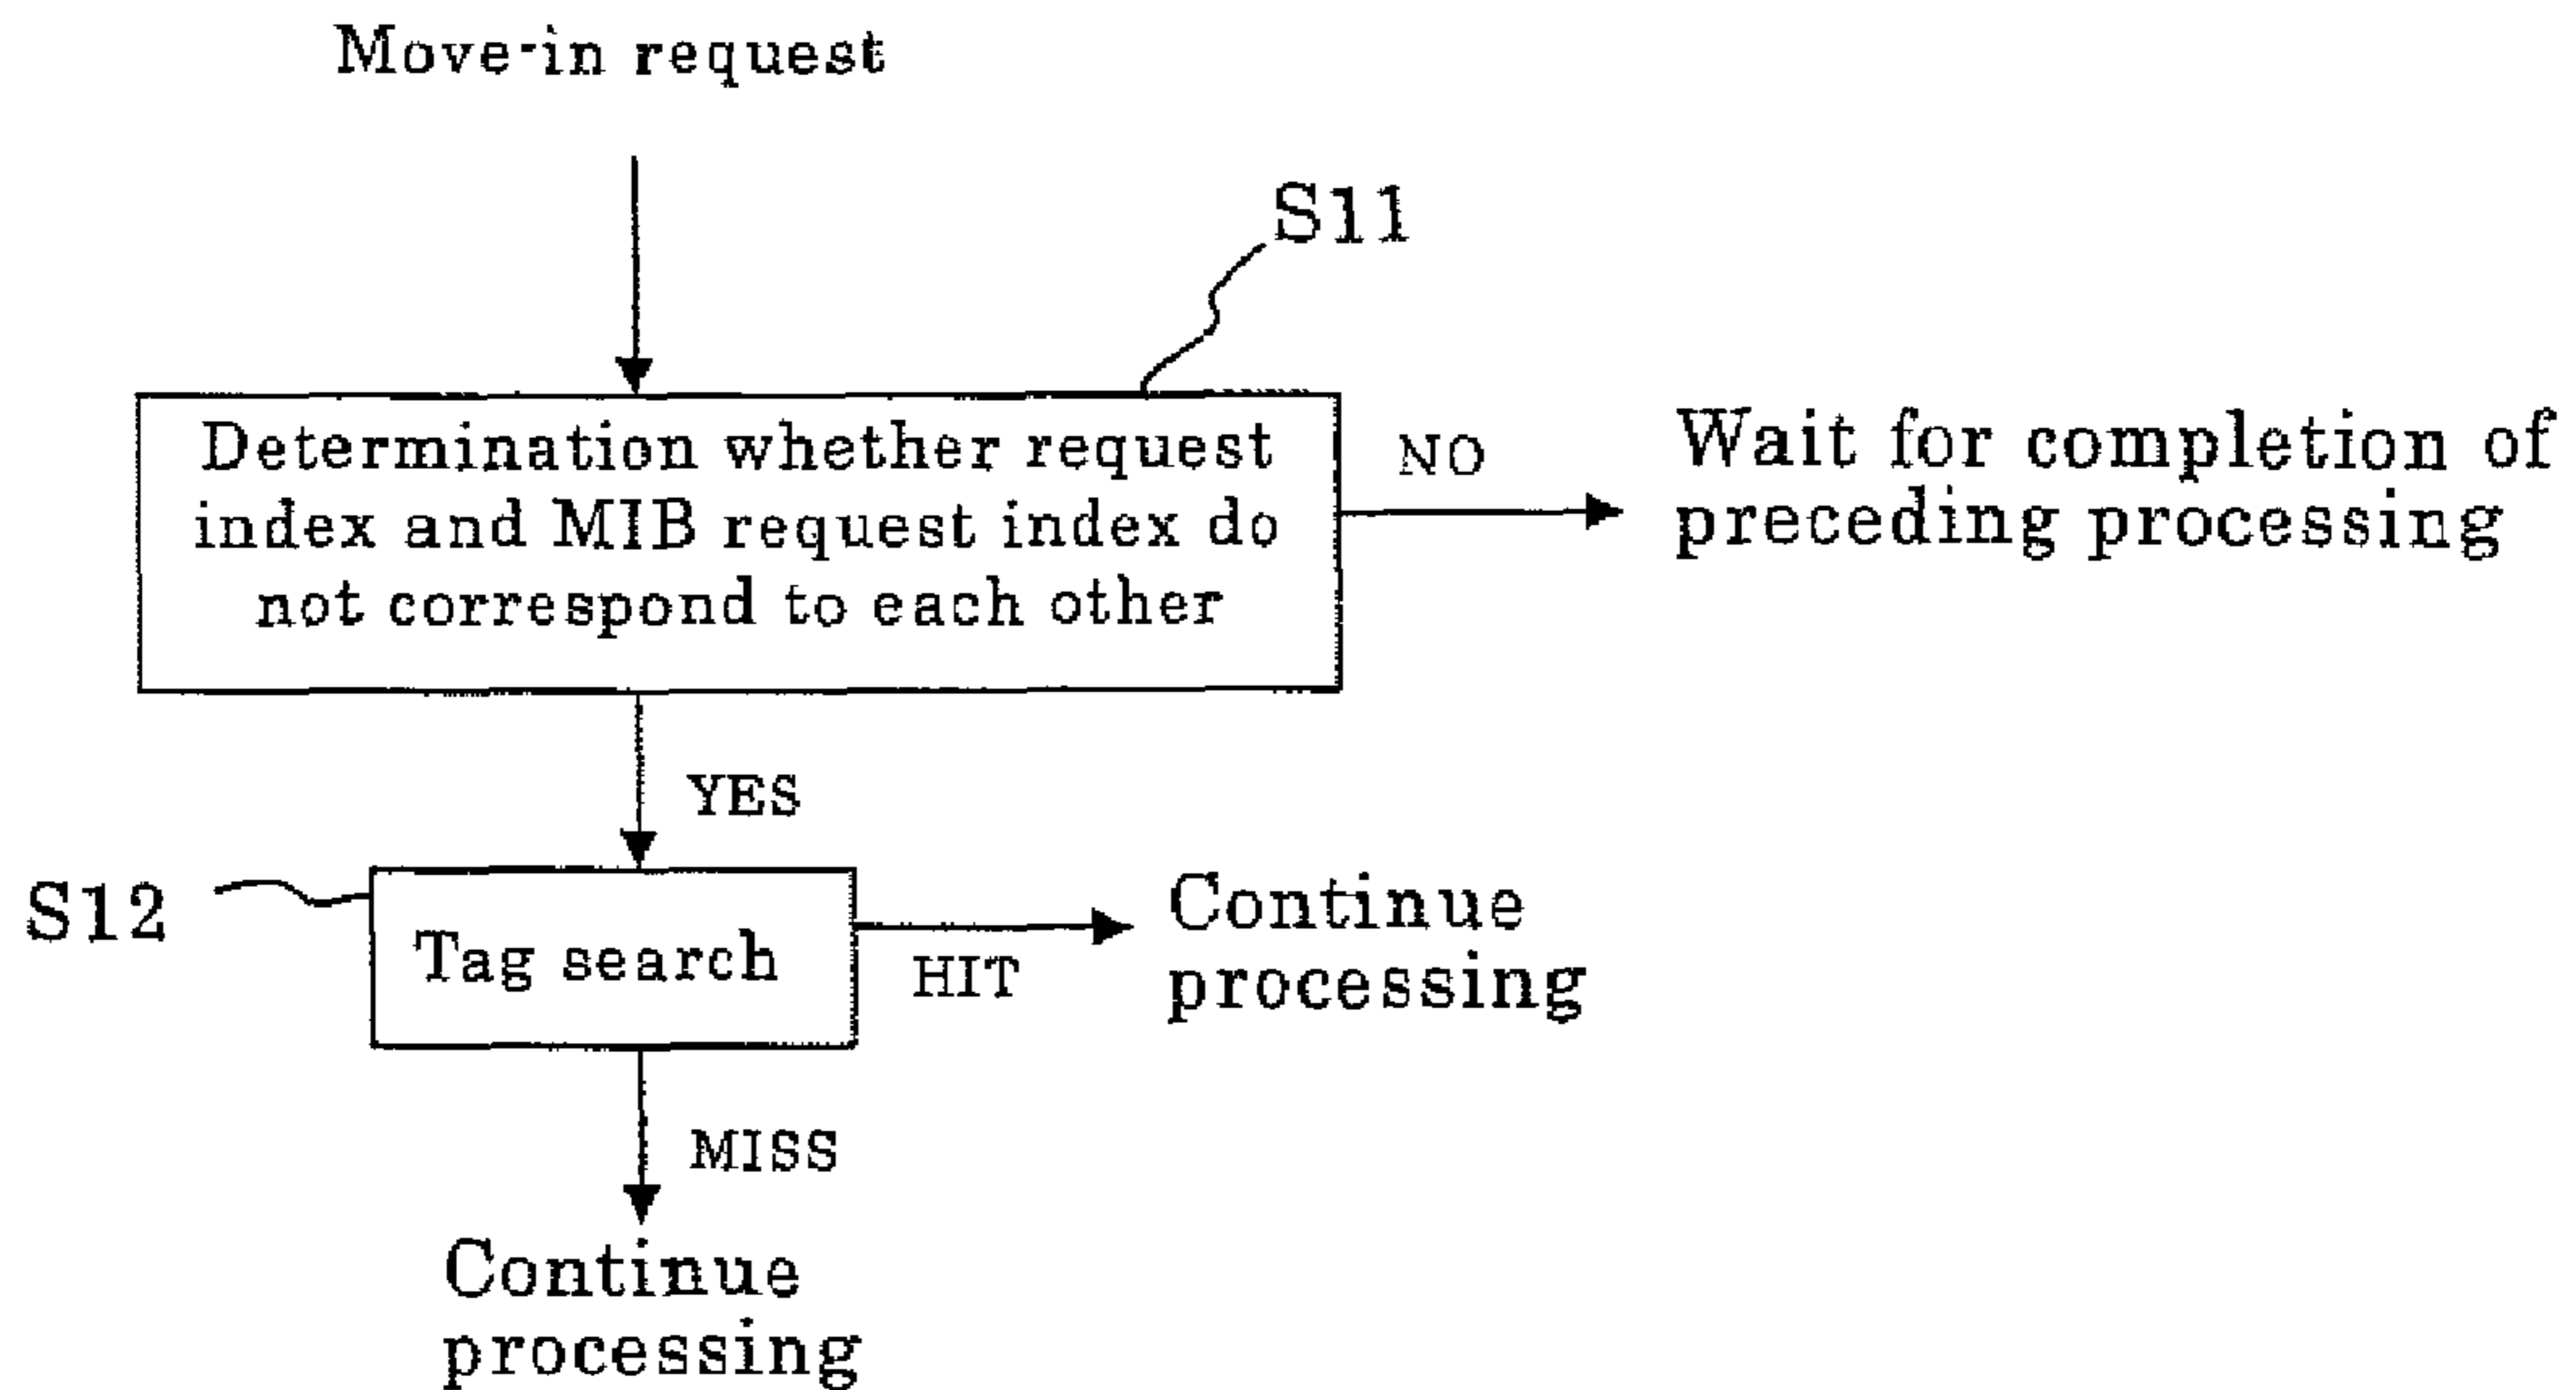 Move-in request
S11
Determination whether request
index and MIB request index do
not correspond to each other
NO
Wait for completion of
preceding processing
YES
S12
Tag search
HIT
Continue
processing
MISS
Continue
processing